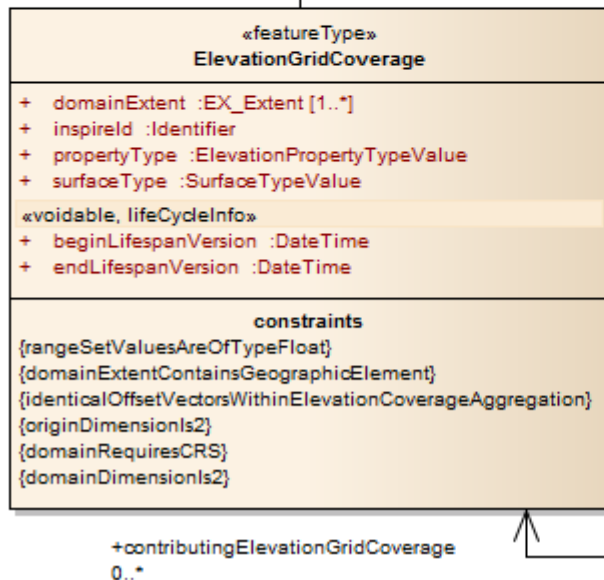 «featureType»
ElevationGridCoverage
+ domainExtent :EX_Extent [1..*]
+ inspireId :Identifier
+ propertyType :ElevationPropertyTypeValue
+ surfaceType :SurfaceTypeValue
«voidable, lifeCycleInfo»
+ beginLifespanVersion :DateTime
+ endLifespanVersion :DateTime
constraints
{rangeSetValuesAreOfTypeFloat}
{domainExtentContainsGeographicElement}
{identicalOffsetVectorsWithinElevationCoverageAggregation}
{originDimensionIs2}
{domainRequiresCRS}
{domainDimensionIs2}
+contributingElevationGridCoverage
0..*